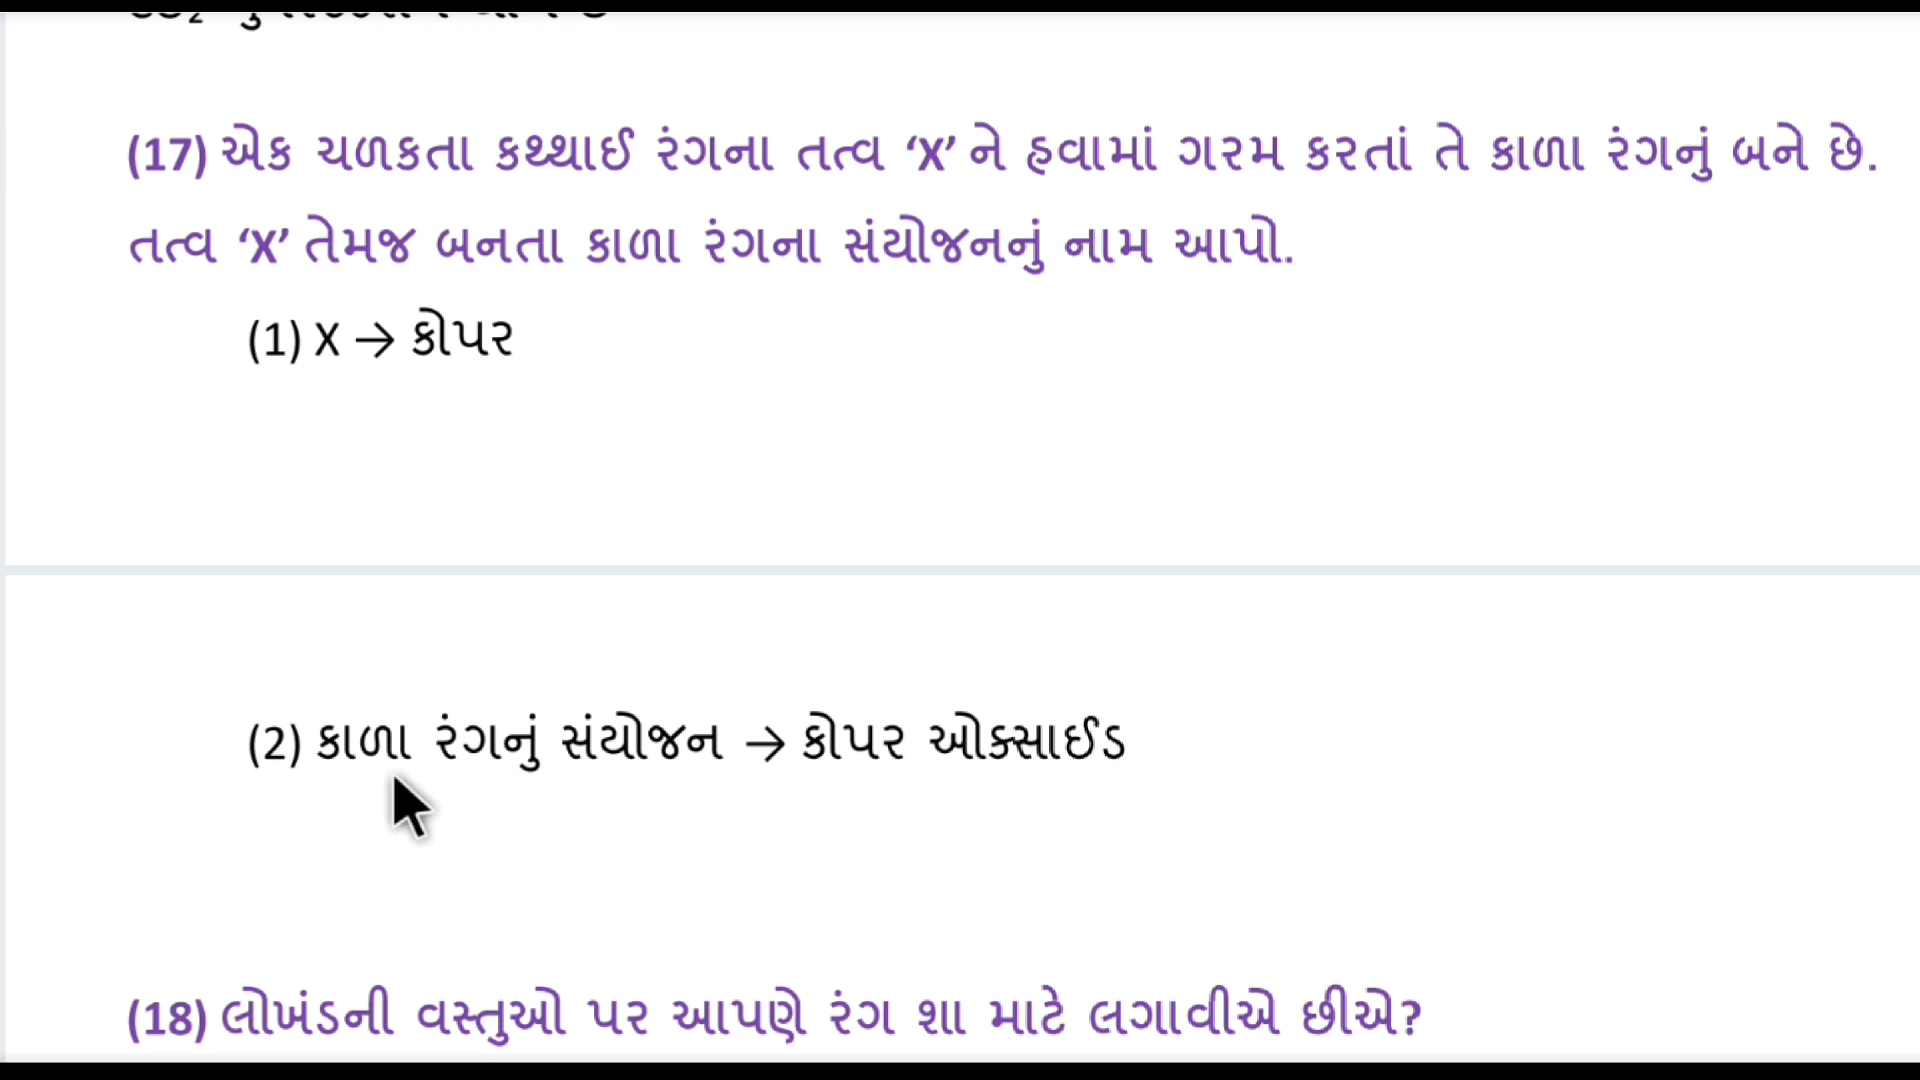 (17) એક ચળકતા કથ્થાઈ રંગના તત્વ ‘X’ ને હવામાં ગરમ કરતાં તે કાળા રંગનું બને છે.
તત્વ ‘X’ તેમજ બનતા કાળા રંગના સંયોજનનું નામ આપો.
(1) X → કોપર
(2) કાળા રંગનું સંયોજન → કોપર ઓક્સાઈડ
(18) લોખંડની વસ્તુઓ પર આપણે રંગ શા માટે લગાવીએ છીએ?